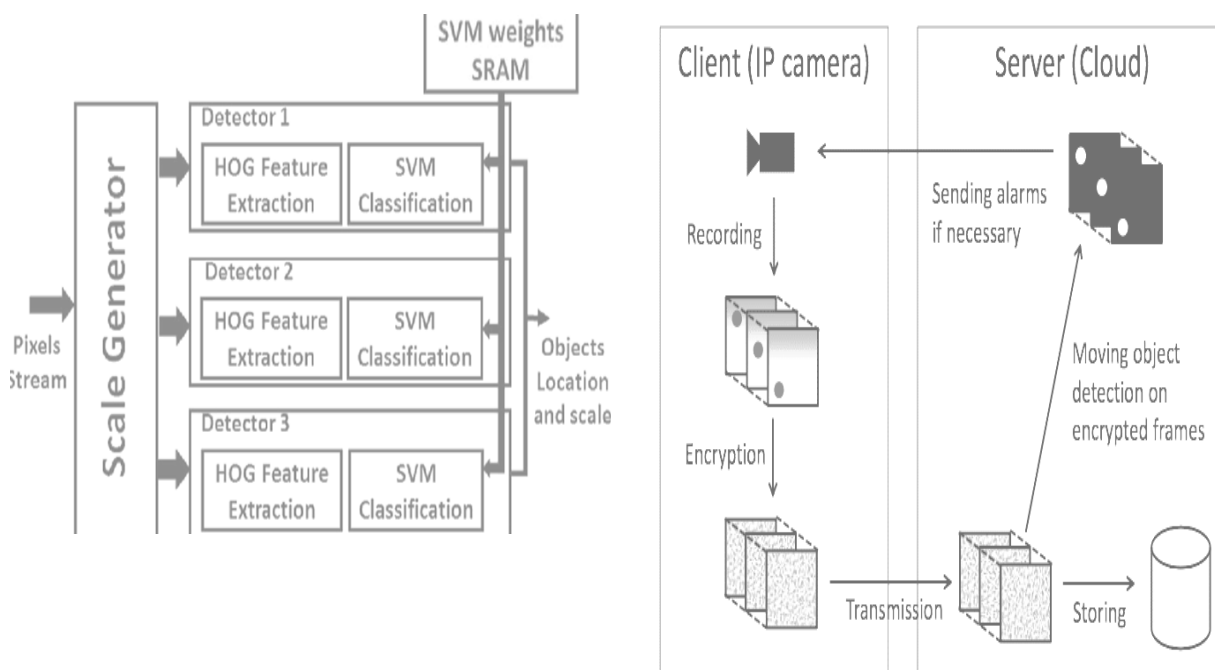 SVM weights
SRAM
Scale Generator
Pixels
Stream
Detector 1
HOG Feature
Extraction
SVM
Classification
Detector 2
HOG Feature
Extraction
SVM
Classification
Detector 3
HOG Feature
Extraction
SVM
Classification
Objects
Location
and scale
Client (IP camera)
Recording
Encryption
Transmission
Server (Cloud)
Sending alarms
if necessary
Moving object
detection on
encrypted frames
Storing